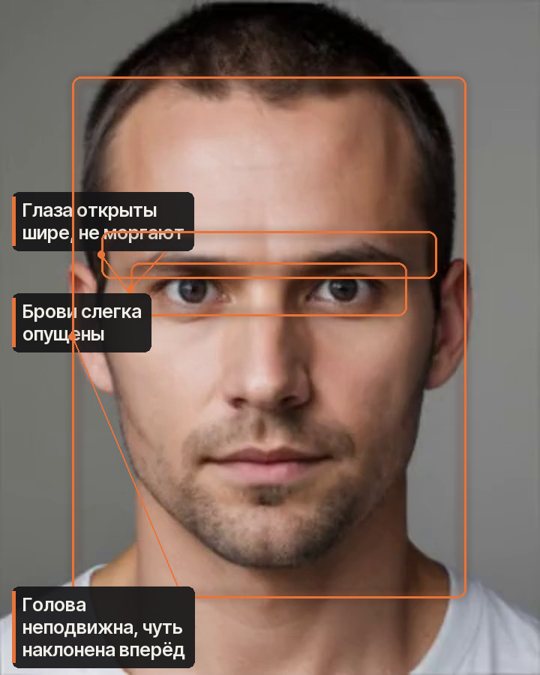 Глаза открыты
шире, не моргают
Брови слегка
опущены
Голова
неподвижна, чуть
наклонена вперёд